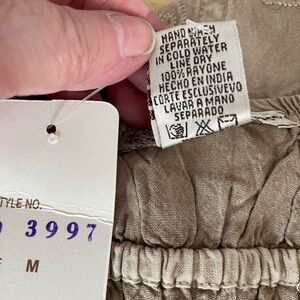 HAND WASH
SEPARATELY
IN COLD WATER
LINE DRY
100% RAYONE
HECHO EN INDIA
CORTE ESCLUSIVEVO
LAVAR A MANO
SEPARADO
STYLE NO.
3997
M